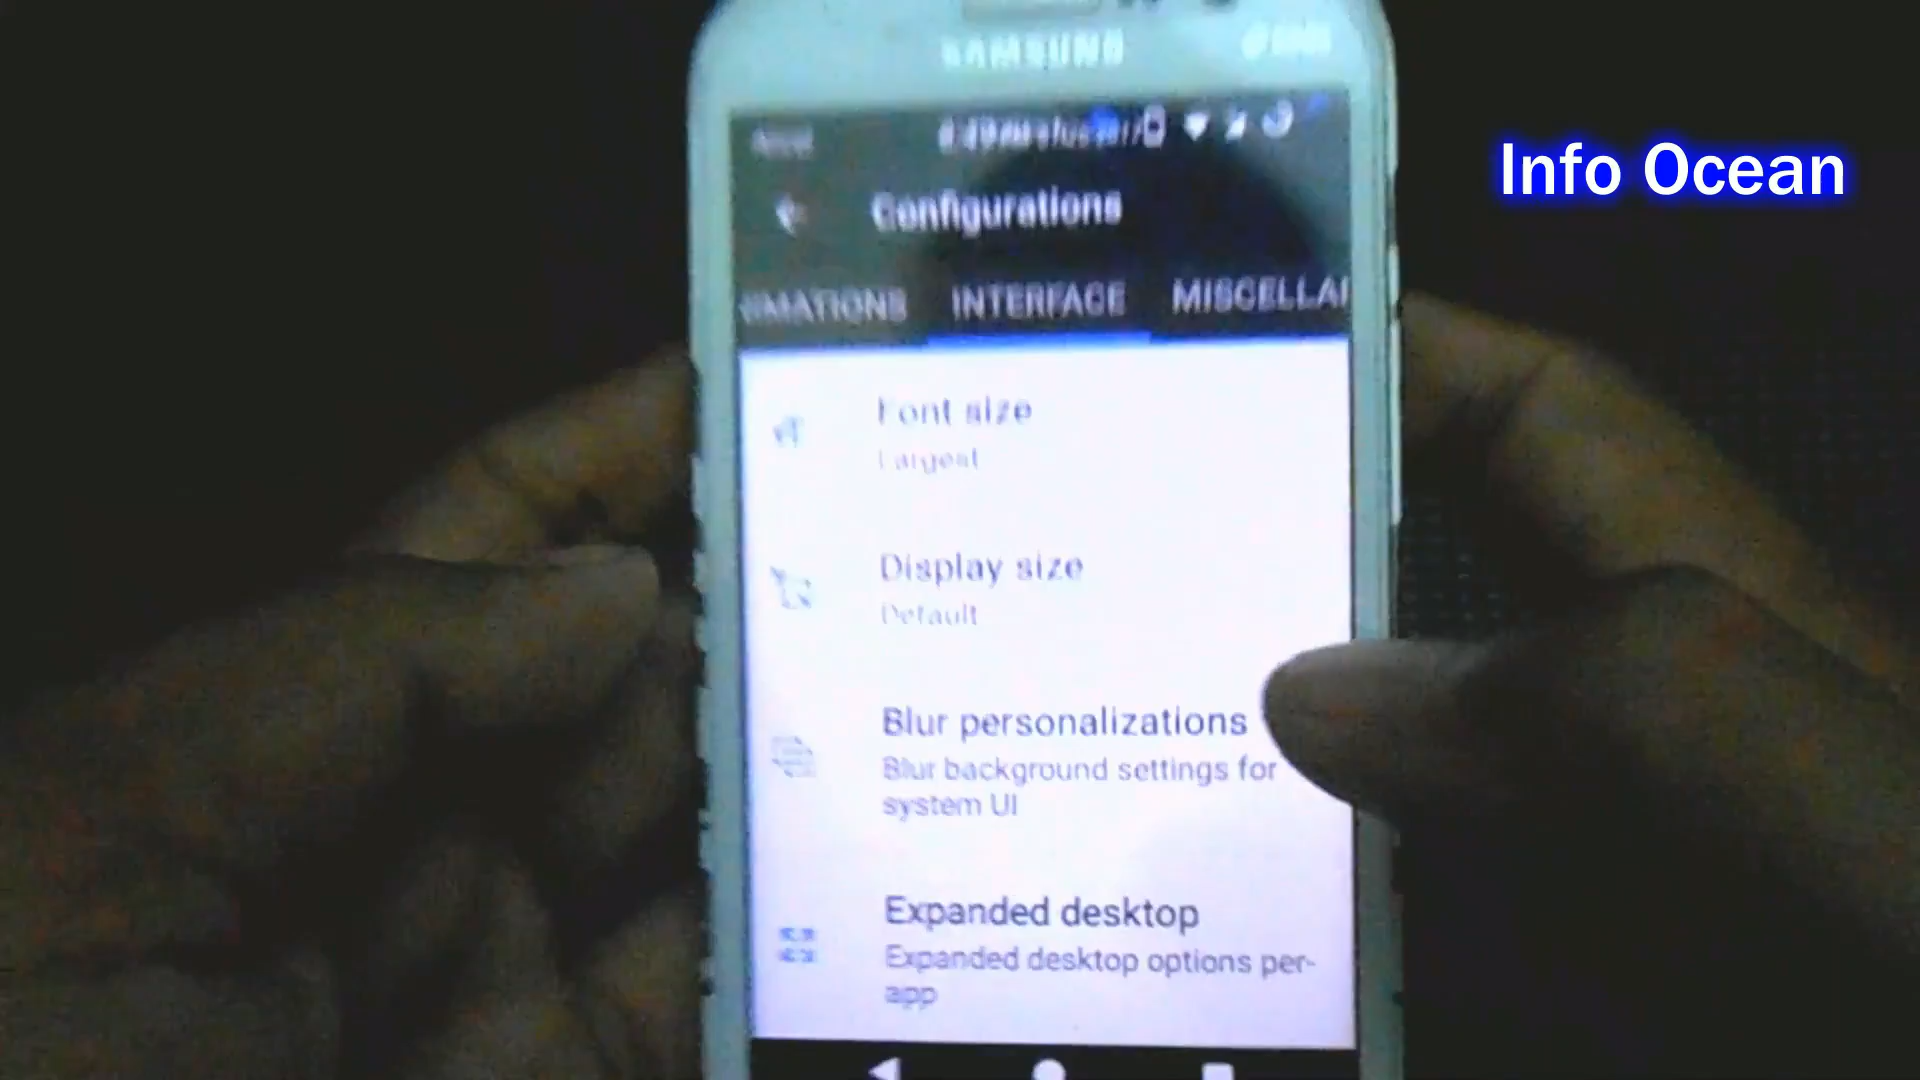 SAMSUNG
Info Ocean
Configurations
INTERFACE
Font size
Largest
Display size
Default
Blur personalizations
Blur background settings for
system UI
Expanded desktop
Expanded desktop options per-
app